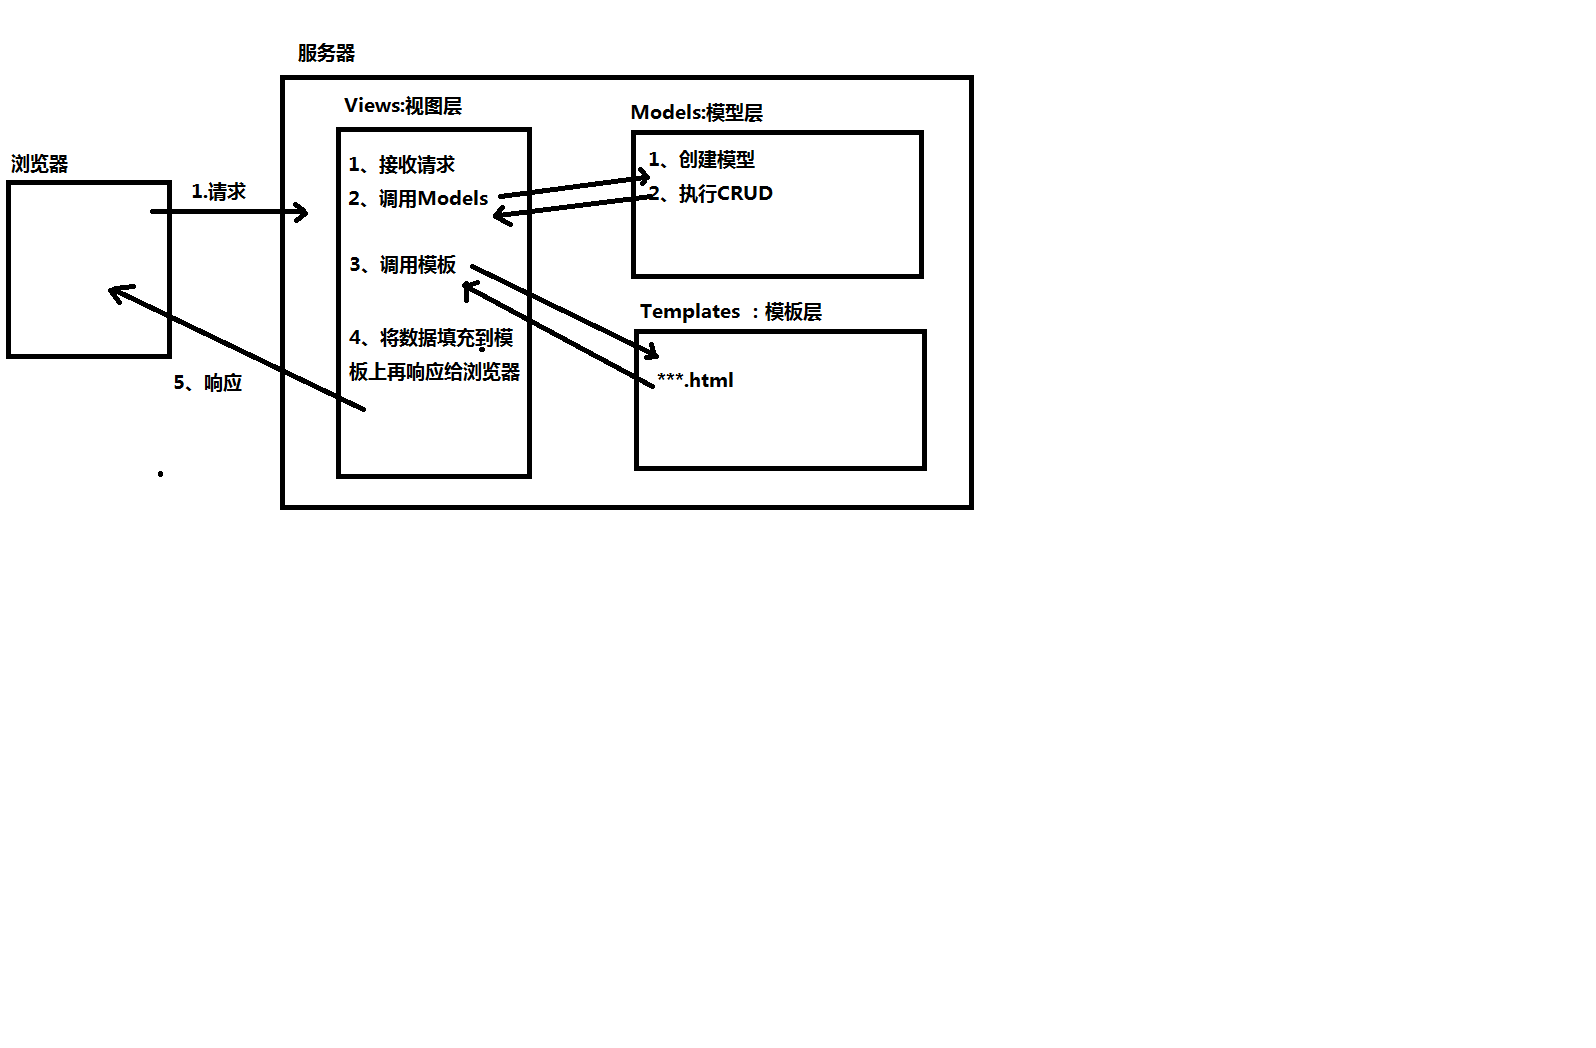 服务器
浏览器
1.请求
Views:视图层
1、接收请求
2、调用Models
3、调用模板
4、将数据填充到模
板上再响应给浏览器
5、响应
Models:模型层
1、创建模型
2、执行CRUD
Templates ：模板层
***.html